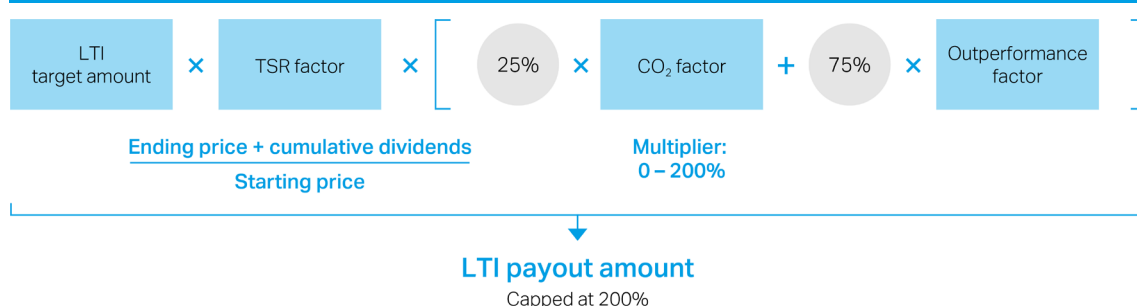 LTI
target amount
×
TSR factor
×
[
25%
×
CO₂ factor
+
75%
×
Outperformance
factor
]
Ending price + cumulative dividends
Starting price
Multiplier:
0 – 200%
LTI payout amount
Capped at 200%